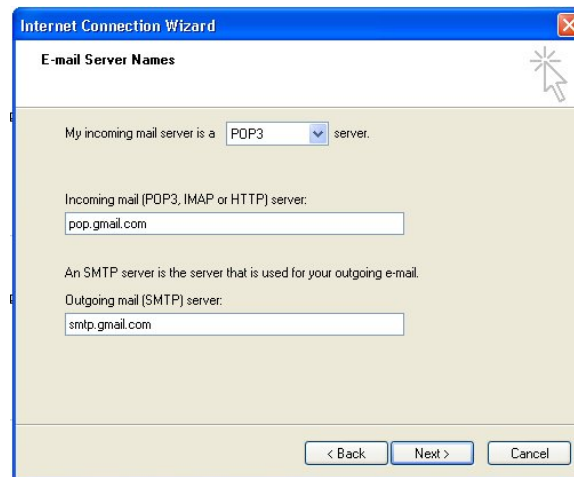 Internet Connection Wizard
E-mail Server Names
My incoming mail server is a POP3 server.
Incoming mail (POP3, IMAP or HTTP) server:
pop.gmail.com
An SMTP server is the server that is used for your outgoing e-mail.
Outgoing mail (SMTP) server:
smtp.gmail.com
< Back Next > Cancel